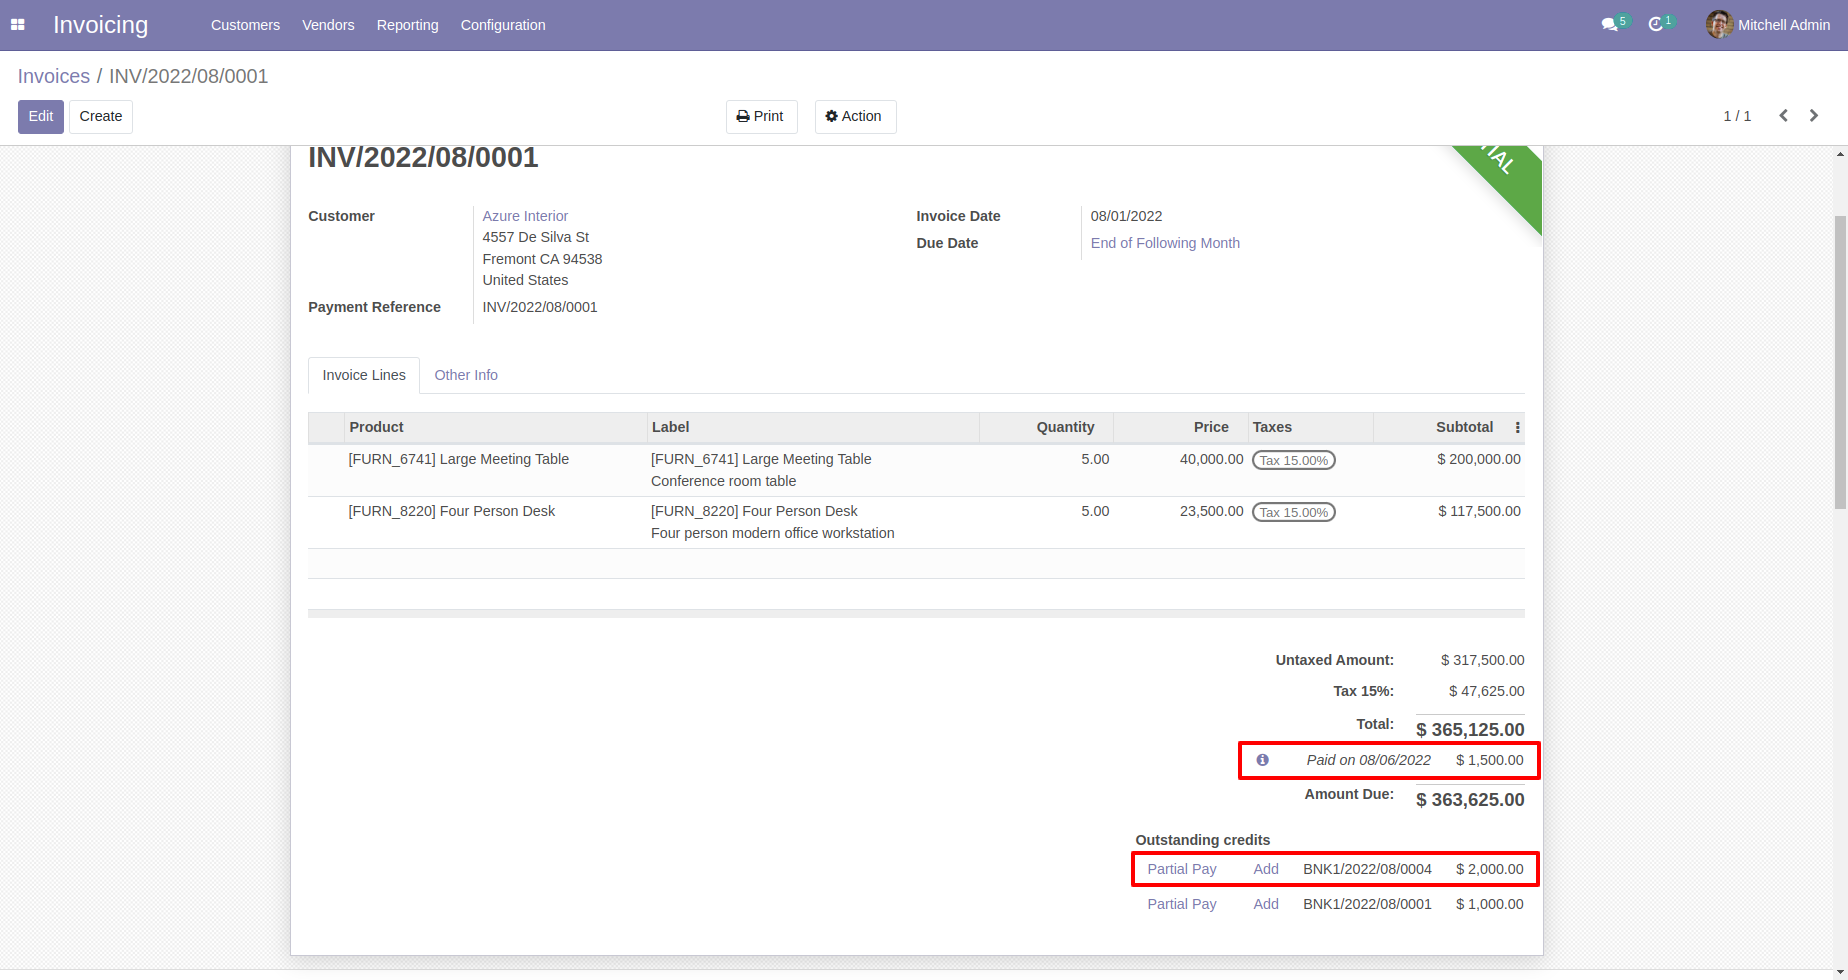 Invoicing Customers Vendors Reporting Configuration 5 1 Mitchell Admin
Invoices / INV/2022/08/0001
Edit Create Print Action 1 / 1
INV/2022/08/0001
Customer Azure Interior Invoice Date 08/01/2022
4557 De Silva St Due Date End of Following Month
Fremont CA 94538
United States
Payment Reference INV/2022/08/0001
Invoice Lines Other Info
Product Label Quantity Price Taxes Subtotal
[FURN_6741] Large Meeting Table [FURN_6741] Large Meeting Table 5.00 40,000.00 Tax 15.00% $ 200,000.00
Conference room table
[FURN_8220] Four Person Desk [FURN_8220] Four Person Desk 5.00 23,500.00 Tax 15.00% $ 117,500.00
Four person modern office workstation
Untaxed Amount: $ 317,500.00
Tax 15%: $ 47,625.00
Total: $ 365,125.00
Paid on 08/06/2022 $ 1,500.00
Amount Due: $ 363,625.00
Outstanding credits
Partial Pay Add BNK1/2022/08/0004 $ 2,000.00
Partial Pay Add BNK1/2022/08/0001 $ 1,000.00